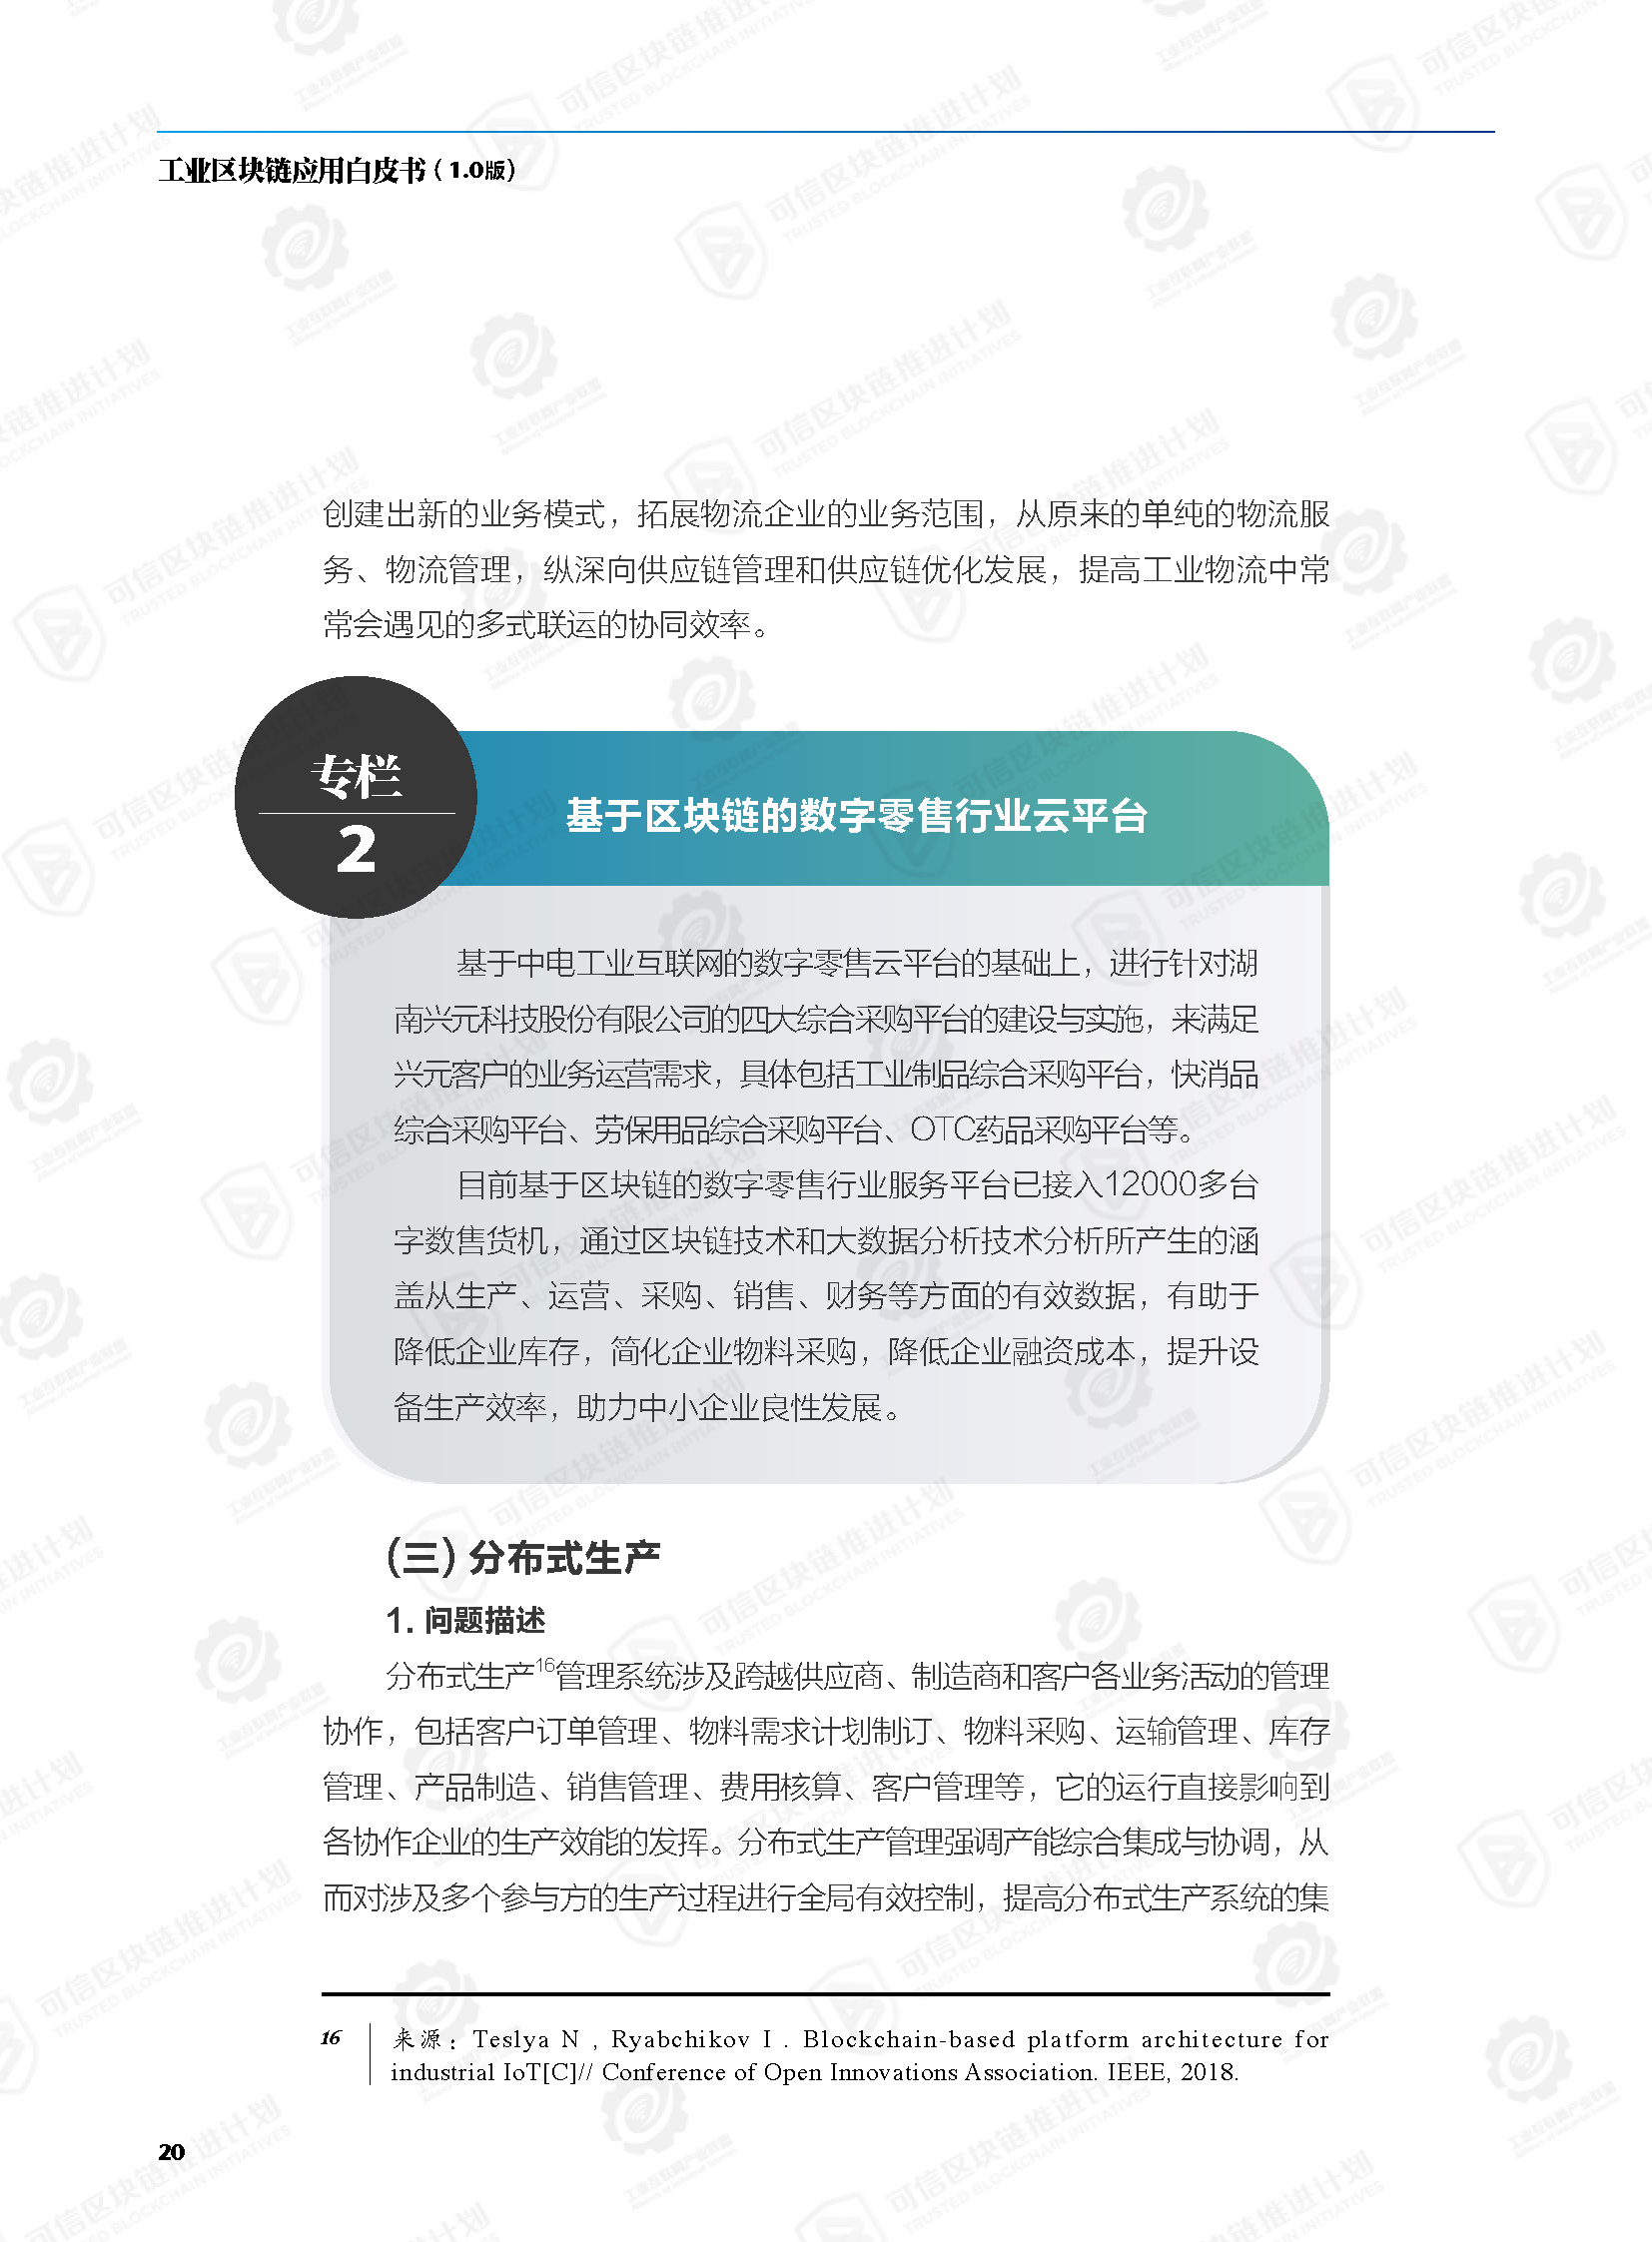 工业区块链应用白皮书（1.0版）
创建出新的业务模式，拓展物流企业的业务范围，从原来的单纯的物流服
务、物流管理，纵深向供应链管理和供应链优化发展，提高工业物流中常
常会遇见的多式联运的协同效率。
专栏
2
基于区块链的数字零售行业云平台
基于中电工业互联网的数字零售云平台的基础上，进行针对湖
南兴元科技股份有限公司的四大综合采购平台的建设与实施，来满足
兴元客户的业务运营需求，具体包括工业制品综合采购平台，快消品
综合采购平台、劳保用品综合采购平台、OTC药品采购平台等。
目前基于区块链的数字零售行业服务平台已接入12000多台
字数售货机，通过区块链技术和大数据分析技术分析所产生的涵
盖从生产、运营、采购、销售、财务等方面的有效数据，有助于
降低企业库存，简化企业物料采购，降低企业融资成本，提升设
备生产效率，助力中小企业良性发展。
(三) 分布式生产
1. 问题描述
分布式生产16管理系统涉及跨越供应商、制造商和客户各业务活动的管理
协作，包括客户订单管理、物料需求计划制订、物料采购、运输管理、库存
管理、产品制造、销售管理、费用核算、客户管理等，它的运行直接影响到
各协作企业的生产效能的发挥。分布式生产管理强调产能综合集成与协调，从
而对涉及多个参与方的生产过程进行全局有效控制，提高分布式生产系统的集
16 来源：Teslya N , Ryabchikov I . Blockchain-based platform architecture for
industrial IoT[C]// Conference of Open Innovations Association. IEEE, 2018.
20
可信区块链推进计划
TRUSTED BLOCKCHAIN INITIATIVES
工业互联网产业联盟